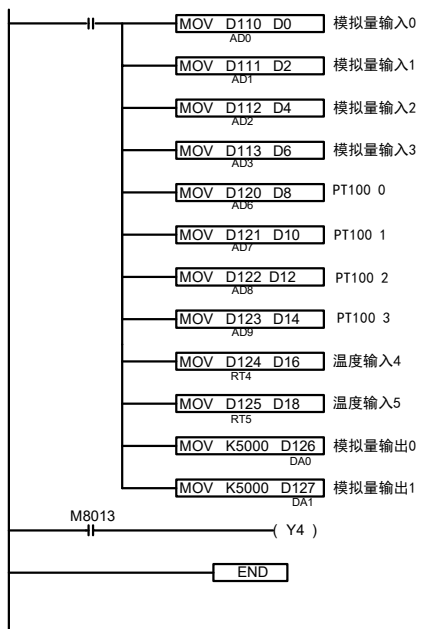 MOV D110 D0 模拟量输入0
AD0
MOV D111 D2 模拟量输入1
AD1
MOV D112 D4 模拟量输入2
AD2
MOV D113 D6 模拟量输入3
AD3
MOV D120 D8 PT100 0
AD6
MOV D121 D10 PT100 1
AD7
MOV D122 D12 PT100 2
AD8
MOV D123 D14 PT100 3
AD9
MOV D124 D16 温度输入4
RT4
MOV D125 D18 温度输入5
RT5
MOV K5000 D126 模拟量输出0
DA0
MOV K5000 D127 模拟量输出1
DA1
M8013
( Y4 )
END